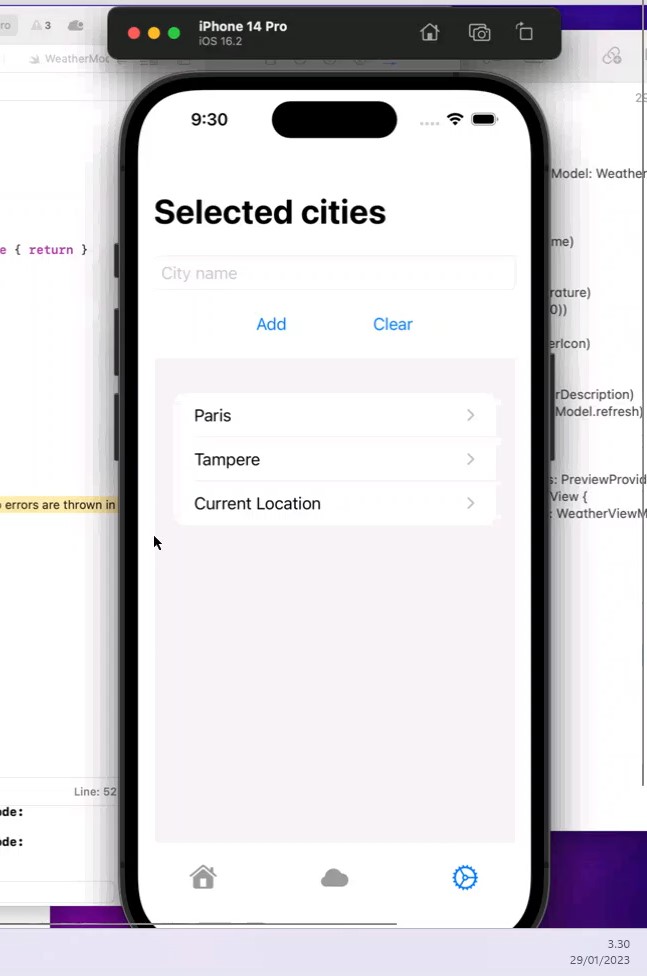 ro
3
iPhone 14 Pro
iOS 16.2
WeatherMo
9:30
Model: Weather
Selected cities
me)
e { return }
City name
rature)
0))
Add
Clear
erIcon)
rDescription)
Model.refresh)
Paris
Tampere
s: PreviewProvid
View {
errors are thrown in
Current Location
: WeatherViewM
Line: 52
ode:
ode:
3.30
29/01/2023